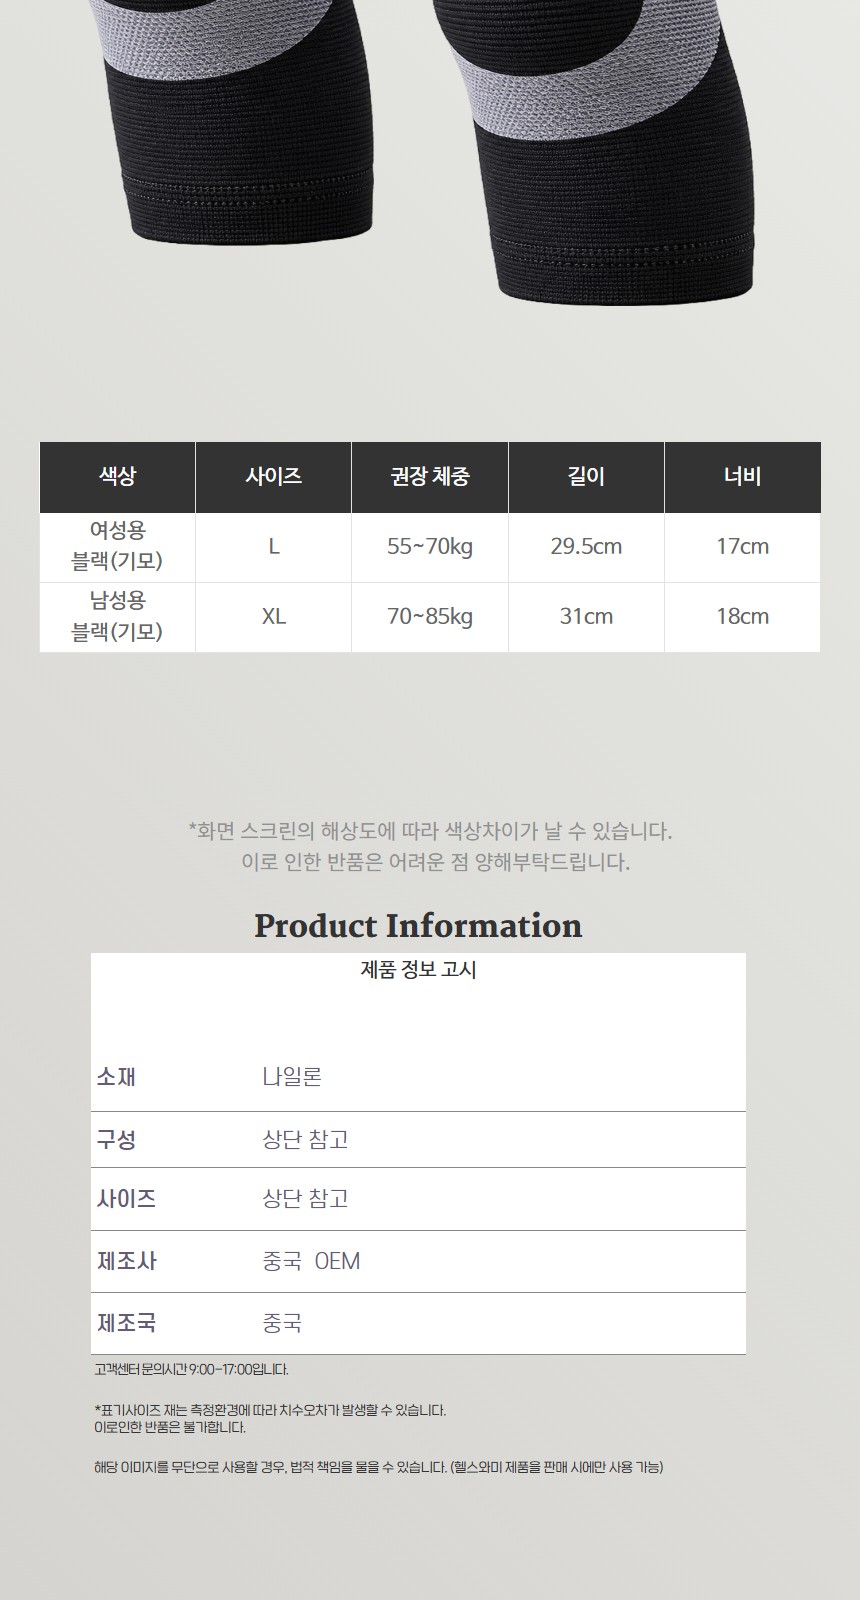 색상 사이즈 권장 체중 길이 너비
여성용
블랙(기모) L 55~70kg 29.5cm 17cm
남성용
블랙(기모) XL 70~85kg 31cm 18cm
*화면 스크린의 해상도에 따라 색상차이가 날 수 있습니다.
이로 인한 반품은 어려운 점 양해부탁드립니다.
Product Information
제품 정보 고시
소재 나일론
구성 상단 참고
사이즈 상단 참고
제조사 중국 OEM
제조국 중국
고객센터 문의시간 9:00-17:00입니다.
*표기사이즈 재는 측정환경에 따라 치수오차가 발생할 수 있습니다.
이로인한 반품은 불가합니다.
해당 이미지를 무단으로 사용할 경우, 법적 책임을 물을 수 있습니다. (헬스와미 제품을 판매 시에만 사용 가능)